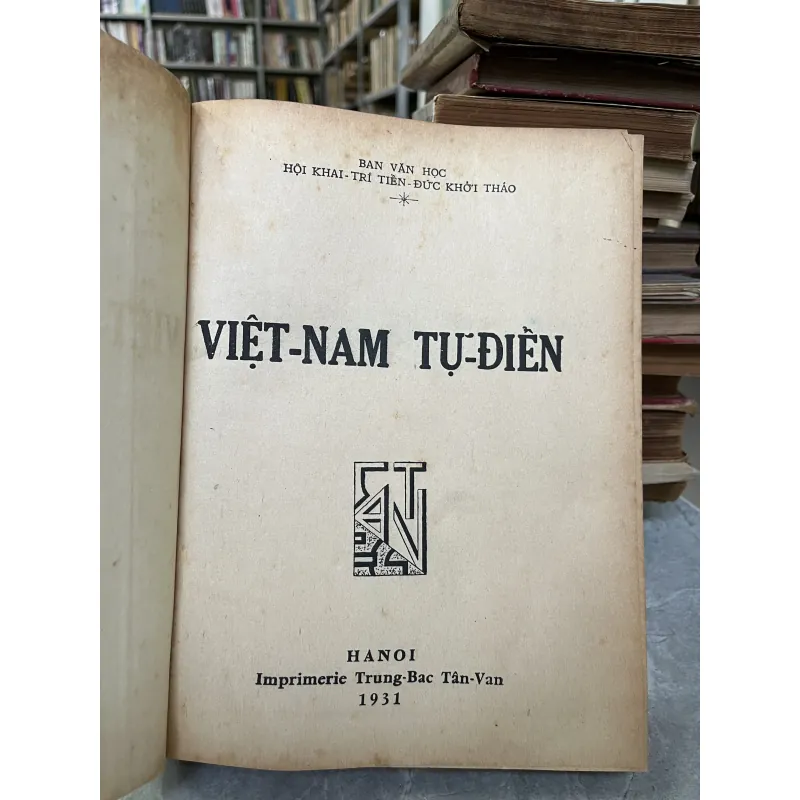 BAN VĂN HỌC
HỘI KHAI-TRÍ TIẾN-ĐỨC KHỞI THẢO
VIỆT-NAM TỰ-ĐIỂN
HANOI
Imprimerie Trung-Bac Tân-Van
1931